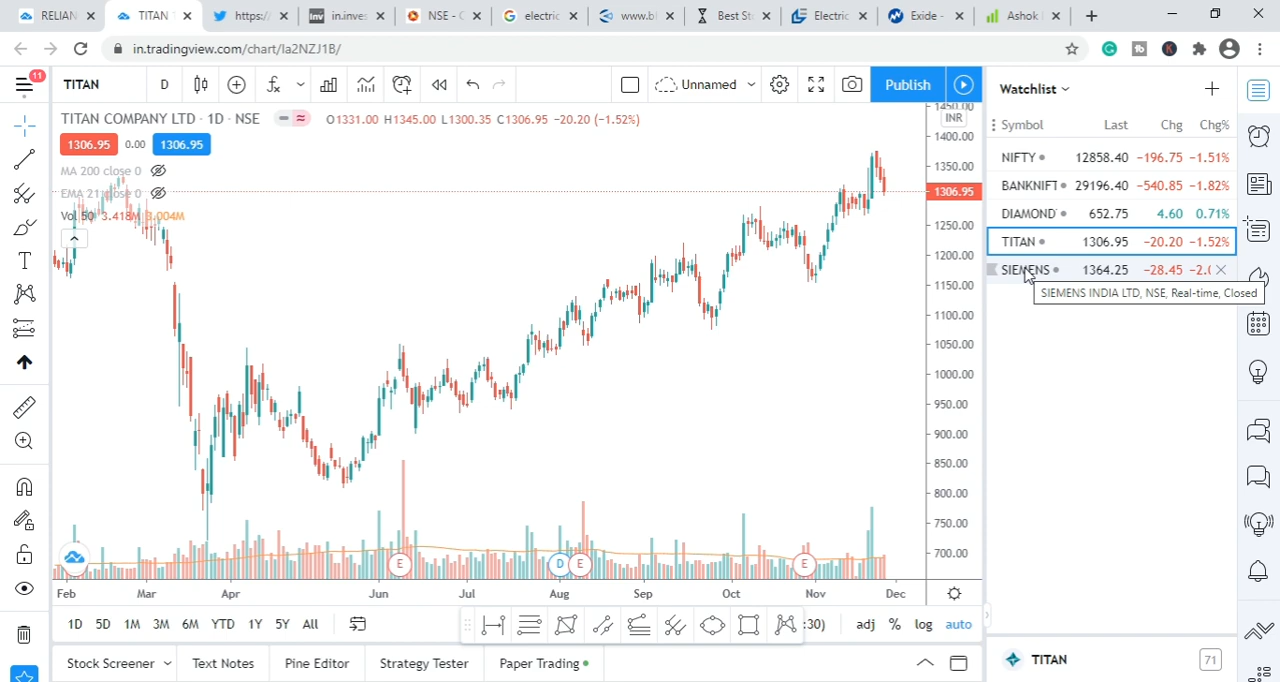 RELIAN
TITAN 1
https:/
in.invest
NSE - C
electric
www.b
Best St
Electric
Exide -
Ashok
in.tradingview.com/chart/Ia2NZJ1B/
11
TITAN
D
Unnamed
Publish
Watchlist
TITAN COMPANY LTD · 1D · NSE
O1331.00 H1345.00 L1300.35 C1306.95 -20.20 (-1.52%)
1306.95 0.00 1306.95
MA 200 close 0
EMA 21 close 0
Vol 50 3.418M 3.004M
1450.00
INR
1400.00
1350.00
1306.95
1250.00
1200.00
1150.00
1100.00
1050.00
1000.00
950.00
900.00
850.00
800.00
750.00
700.00
Symbol Last Chg Chg%
NIFTY 12858.40 -196.75 -1.51%
BANKNIFT 29196.40 -540.85 -1.82%
DIAMOND 652.75 4.60 0.71%
TITAN 1306.95 -20.20 -1.52%
SIEMENS 1364.25 -28.45 -2.(
SIEMENS INDIA LTD, NSE, Real-time, Closed
E D E E
Feb Mar Apr Jun Jul Aug Sep Oct Nov Dec
1D 5D 1M 3M 6M YTD 1Y 5Y All
:30) adj % log auto
Stock Screener Text Notes Pine Editor Strategy Tester Paper Trading
TITAN
71